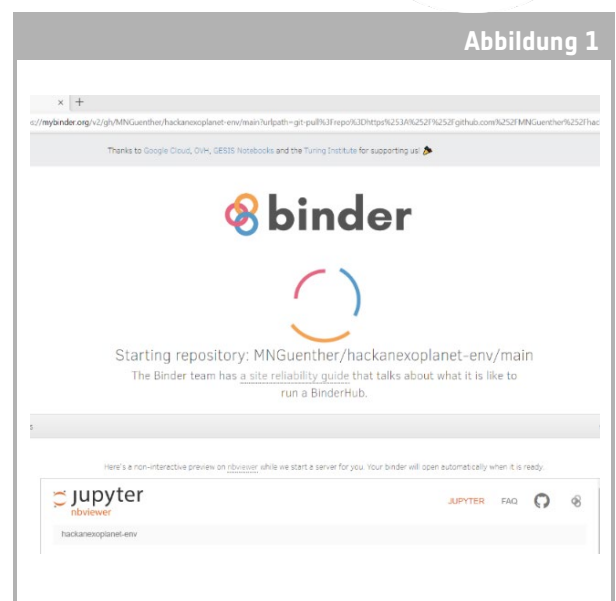 Abbildung 1
× +
mybinder.org/v2/gh/MNGuenther/hackanexoplanet-env/main?urlpath=git-pull%3Frepo%3Dhttps%253A%252F%252Fgithub.com%252FMNGuenther%252Fhac
Thanks to Google Cloud, OVH, GESIS Notebooks and the Turing Institute for supporting us!
binder
Starting repository: MNGuenther/hackanexoplanet-env/main
The Binder team has a site reliability guide that talks about what it is like to
run a BinderHub.
Here's a non-interactive preview on nbviewer while we start a server for you. Your binder will open automatically when it is ready.
jupyter
nbviewer
JUPYTER FAQ
hackanexoplanet-env